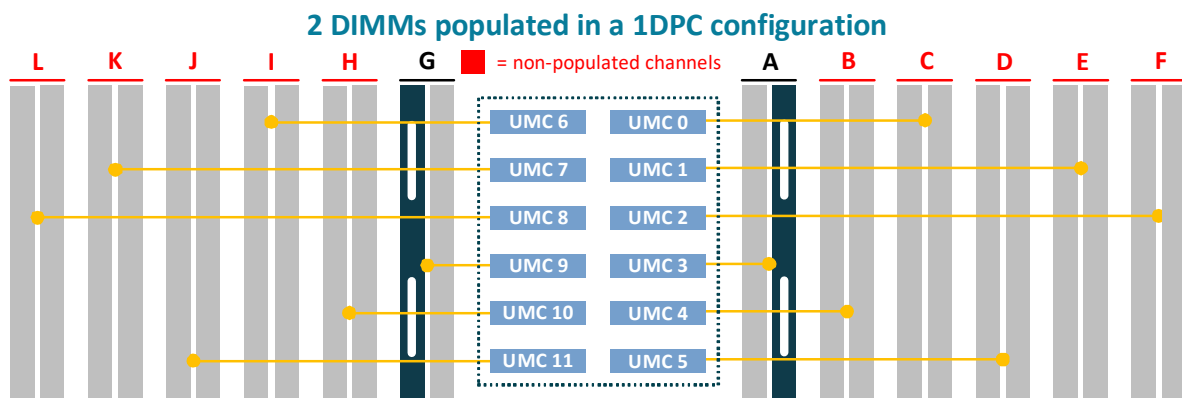 2 DIMMs populated in a 1DPC configuration
L K J I H G = non-populated channels A B C D E F
UMC 6 UMC 0
UMC 7 UMC 1
UMC 8 UMC 2
UMC 9 UMC 3
UMC 10 UMC 4
UMC 11 UMC 5